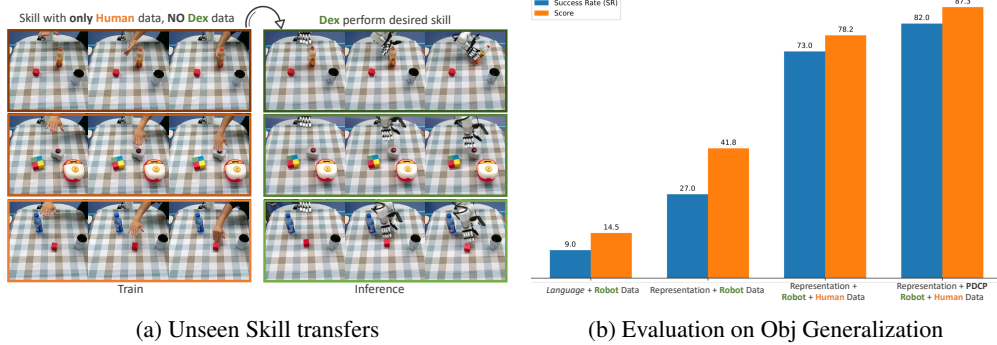 Skill with only Human data, NO Dex data
Dex perform desired skill
Train
Inference
(a) Unseen Skill transfers
Success Rate (SR)
Score
9.0
14.5
27.0
41.8
73.0
78.2
82.0
87.3
Language + Robot Data
Representation + Robot Data
Representation +
Robot + Human Data
Representation + PDCP
Robot + Human Data
(b) Evaluation on Obj Generalization